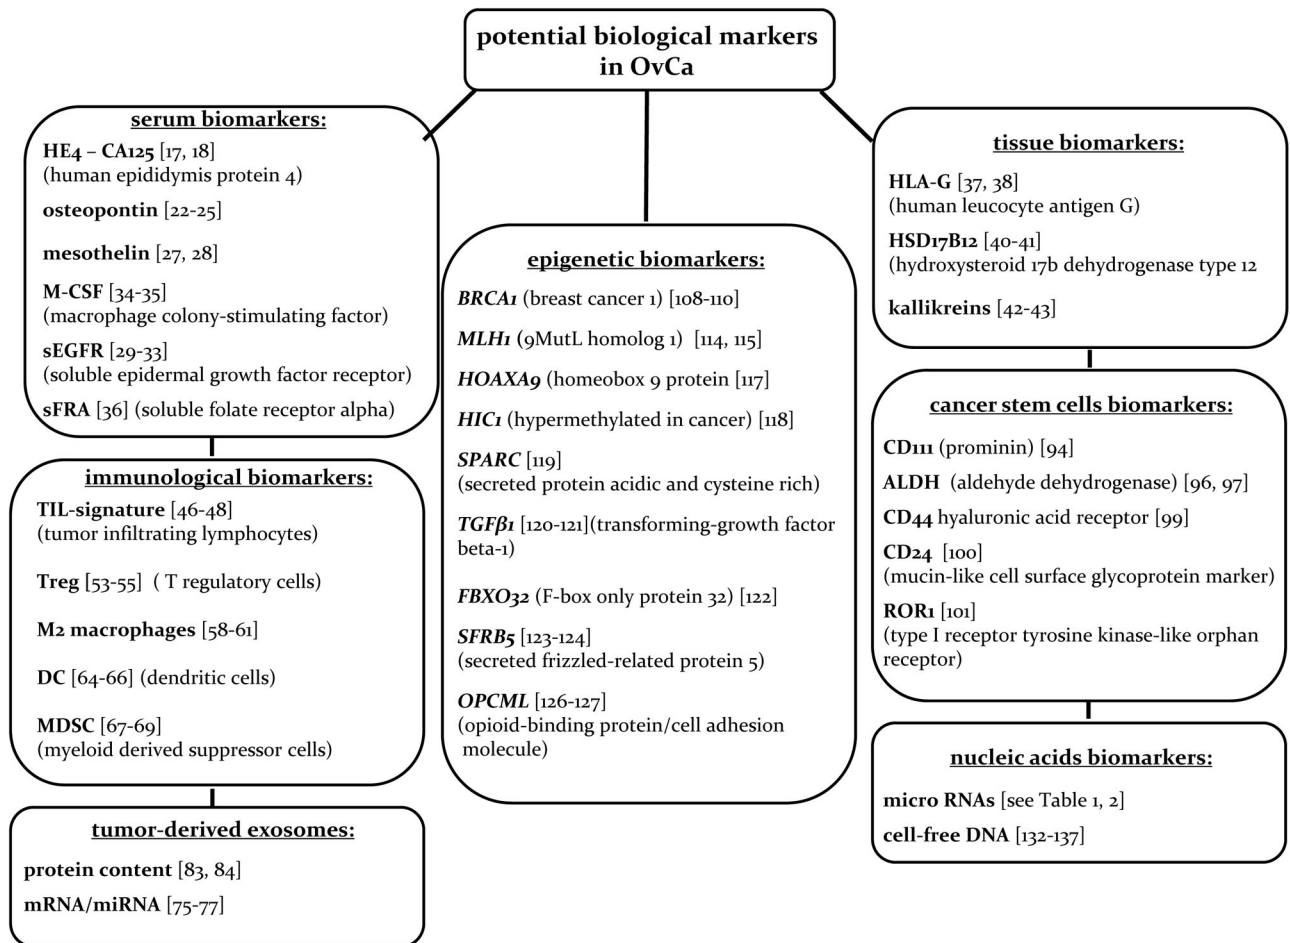 potential biological markers
in OvCa
serum biomarkers:
HE4 – CA125 [17, 18]
(human epididymis protein 4)
osteopontin [22-25]
mesothelin [27, 28]
M-CSF [34-35]
(macrophage colony-stimulating factor)
sEGFR [29-33]
(soluble epidermal growth factor receptor)
sFRA [36] (soluble folate receptor alpha)
immunological biomarkers:
TIL-signature [46-48]
(tumor infiltrating lymphocytes)
Treg [53-55] ( T regulatory cells)
M2 macrophages [58-61]
DC [64-66] (dendritic cells)
MDSC [67-69]
(myeloid derived suppressor cells)
tumor-derived exosomes:
protein content [83, 84]
mRNA/miRNA [75-77]
epigenetic biomarkers:
BRCA1 (breast cancer 1) [108-110]
MLH1 (9MutL homolog 1) [114, 115]
HOAXA9 (homeobox 9 protein [117]
HIC1 (hypermethylated in cancer) [118]
SPARC [119]
(secreted protein acidic and cysteine rich)
TGFβ1 [120-121](transforming-growth factor
beta-1)
FBXO32 (F-box only protein 32) [122]
SFRB5 [123-124]
(secreted frizzled-related protein 5)
OPCML [126-127]
(opioid-binding protein/cell adhesion
molecule)
tissue biomarkers:
HLA-G [37, 38]
(human leucocyte antigen G)
HSD17B12 [40-41]
(hydroxysteroid 17b dehydrogenase type 12
kallikreins [42-43]
cancer stem cells biomarkers:
CD111 (prominin) [94]
ALDH (aldehyde dehydrogenase) [96, 97]
CD44 hyaluronic acid receptor [99]
CD24 [100]
(mucin-like cell surface glycoprotein marker)
ROR1 [101]
(type I receptor tyrosine kinase-like orphan
receptor)
nucleic acids biomarkers:
micro RNAs [see Table 1, 2]
cell-free DNA [132-137]